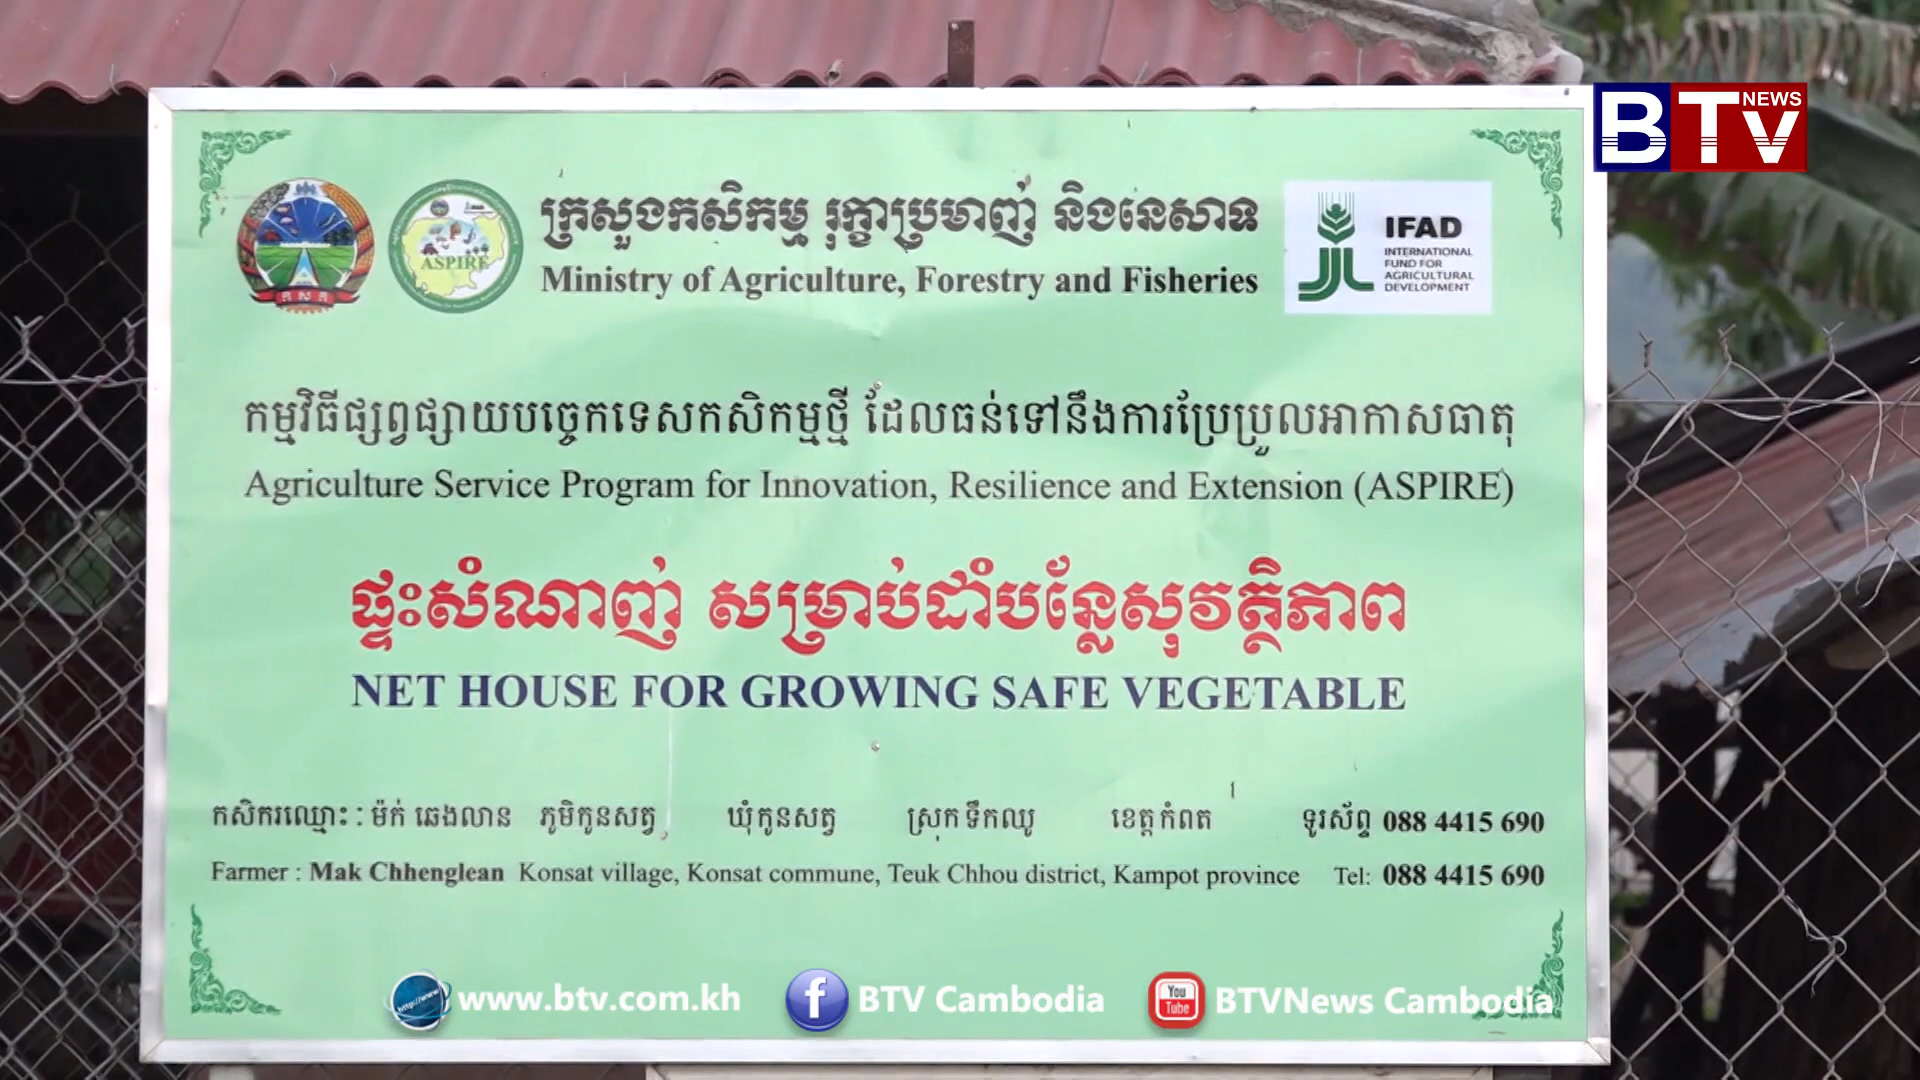 BTV NEWS
ក្រសួងកសិកម្ម រុក្ខាប្រមាញ់ និងនេសាទ
Ministry of Agriculture, Forestry and Fisheries
ASPIRE
កសក
IFAD
INTERNATIONAL
FUND FOR
AGRICULTURAL
DEVELOPMENT
កម្មវិធីផ្សព្វផ្សាយបច្ចេកទេសកសិកម្មថ្មី ដែលធន់ទៅនឹងការប្រែប្រួលអាកាសធាតុ
Agriculture Service Program for Innovation, Resilience and Extension (ASPIRE)
ផ្ទះសំណាញ់ សម្រាប់ដាំបន្លែសុវត្ថិភាព
NET HOUSE FOR GROWING SAFE VEGETABLE
កសិករឈ្មោះ : ម៉ក់ ឆេងលាន ភូមិកូនសត្វ ឃុំកូនសត្វ ស្រុកទឹកឈូ ខេត្តកំពត ទូរស័ព្ទ 088 4415 690
Farmer : Mak Chhenglean Konsat village, Konsat commune, Teuk Chhou district, Kampot province Tel: 088 4415 690
http://www www.btv.com.kh f BTV Cambodia You Tube BTVNews Cambodia